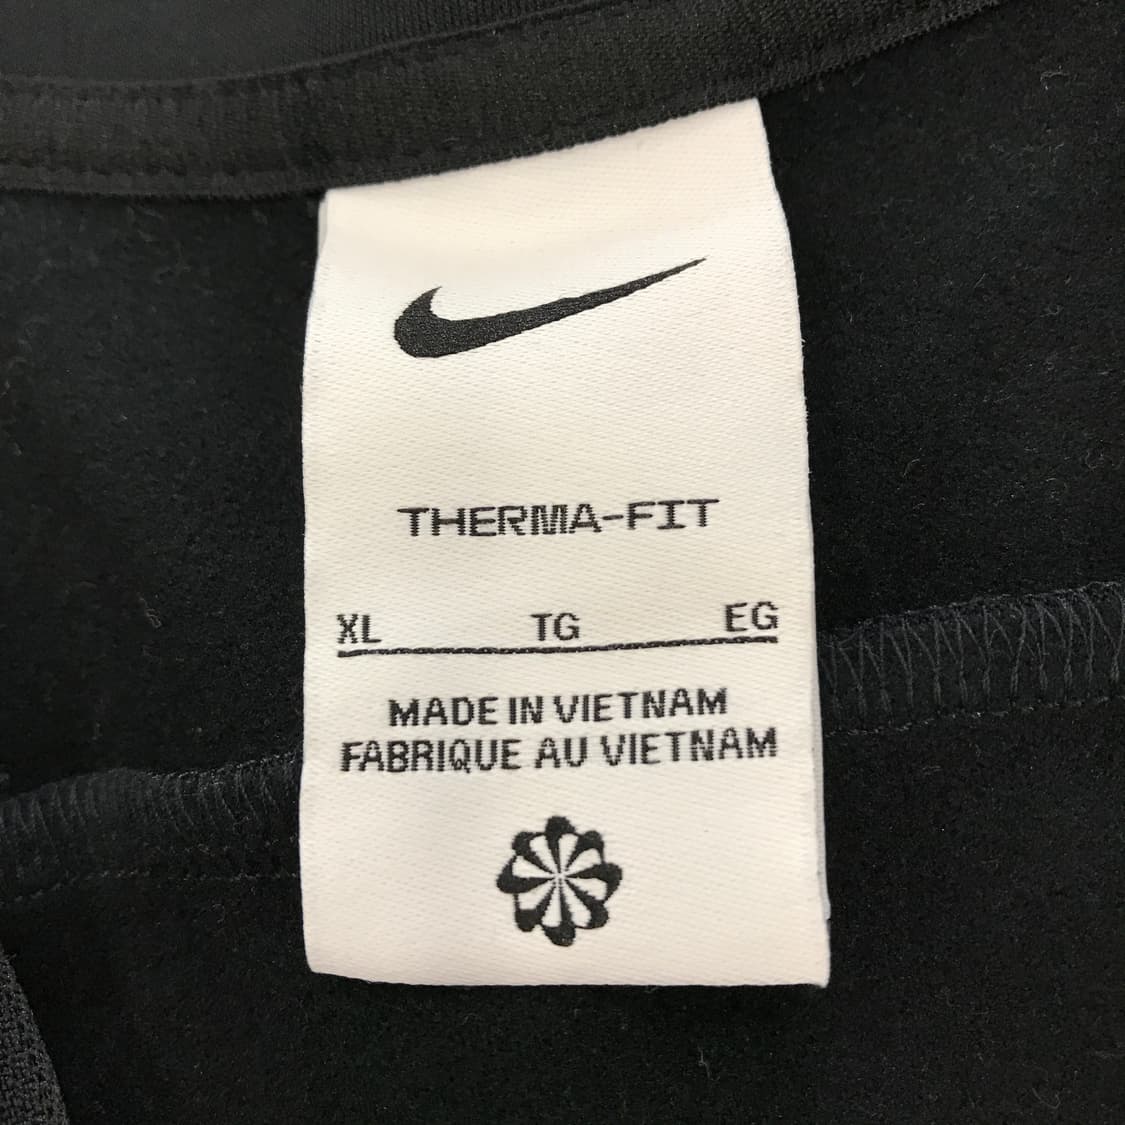 THERMA-FIT
XL TG EG
MADE IN VIETNAM
FABRIQUE AU VIETNAM